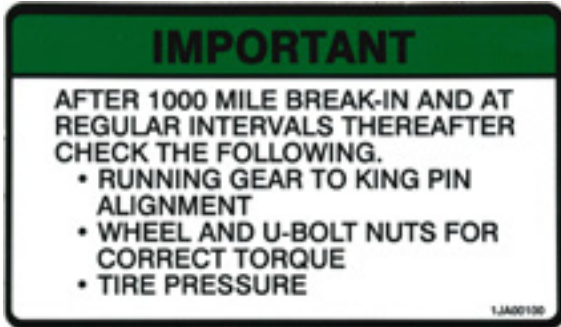 IMPORTANT
AFTER 1000 MILE BREAK-IN AND AT
REGULAR INTERVALS THEREAFTER
CHECK THE FOLLOWING.
• RUNNING GEAR TO KING PIN
ALIGNMENT
• WHEEL AND U-BOLT NUTS FOR
CORRECT TORQUE
• TIRE PRESSURE
1JA00100